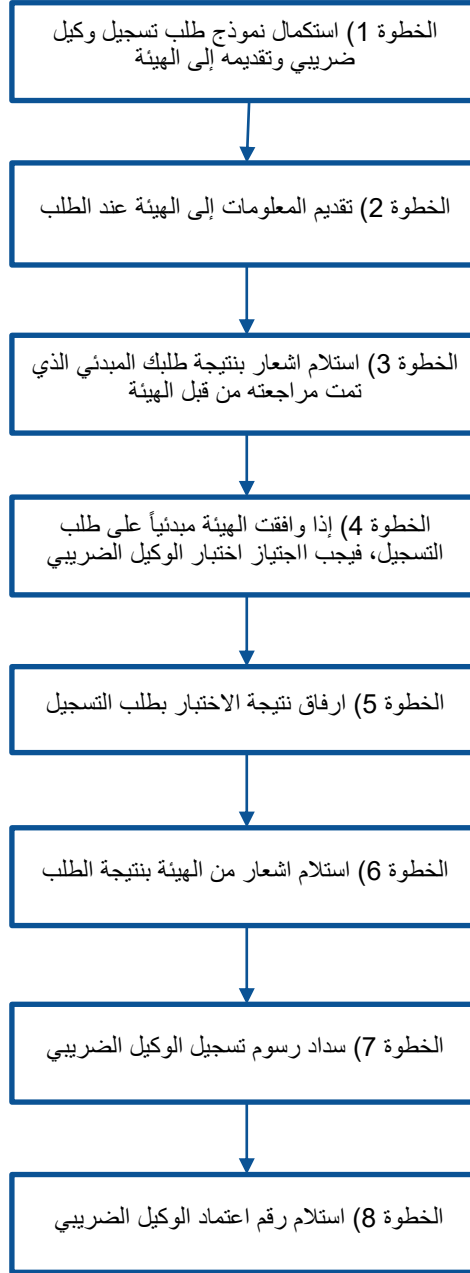 الخطوة 1) استكمال نموذج طلب تسجيل وكيل
ضريبي وتقديمه إلى الهيئة
الخطوة 2) تقديم المعلومات إلى الهيئة عند الطلب
الخطوة 3) استلام اشعار بنتيجة طلبك المبدئي الذي
تمت مراجعته من قبل الهيئة
الخطوة 4) إذا وافقت الهيئة مبدئياً على طلب
التسجيل، فيجب ااجتياز اختبار الوكيل الضريبي
الخطوة 5) ارفاق نتيجة الاختبار بطلب التسجيل
الخطوة 6) استلام اشعار من الهيئة بنتيجة الطلب
الخطوة 7) سداد رسوم تسجيل الوكيل الضريبي
الخطوة 8) استلام رقم اعتماد الوكيل الضريبي